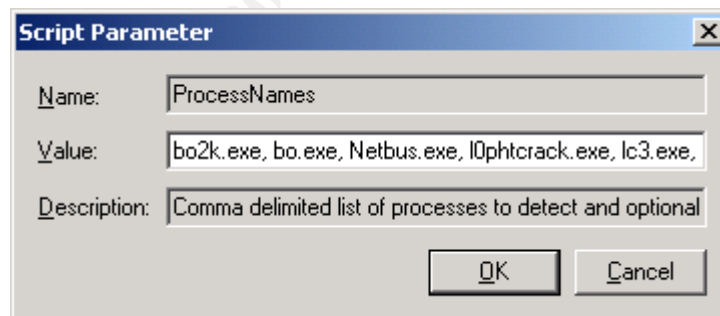 Script Parameter
Name: ProcessNames
Value: bo2k.exe, bo.exe, Netbus.exe, l0phtcrack.exe, lc3.exe,
Description: Comma delimited list of processes to detect and optional
OK Cancel